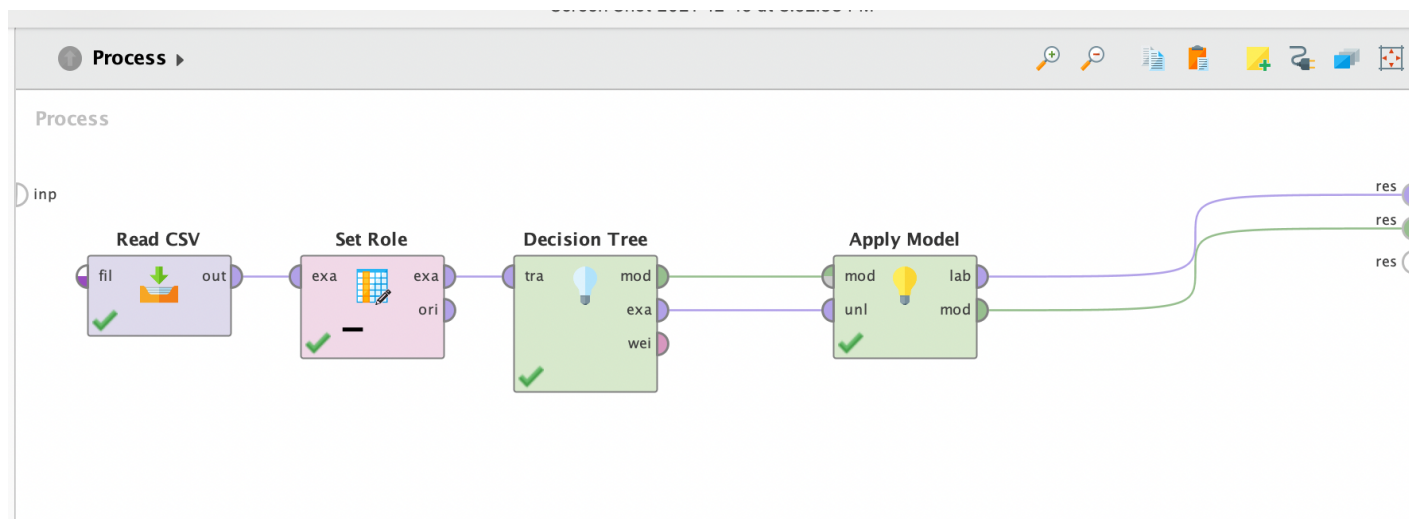 Process
Process
inp
res
res
res
Read CSV
fil
out
Set Role
exa
exa
ori
Decision Tree
tra
mod
exa
wei
Apply Model
mod
lab
unl
mod